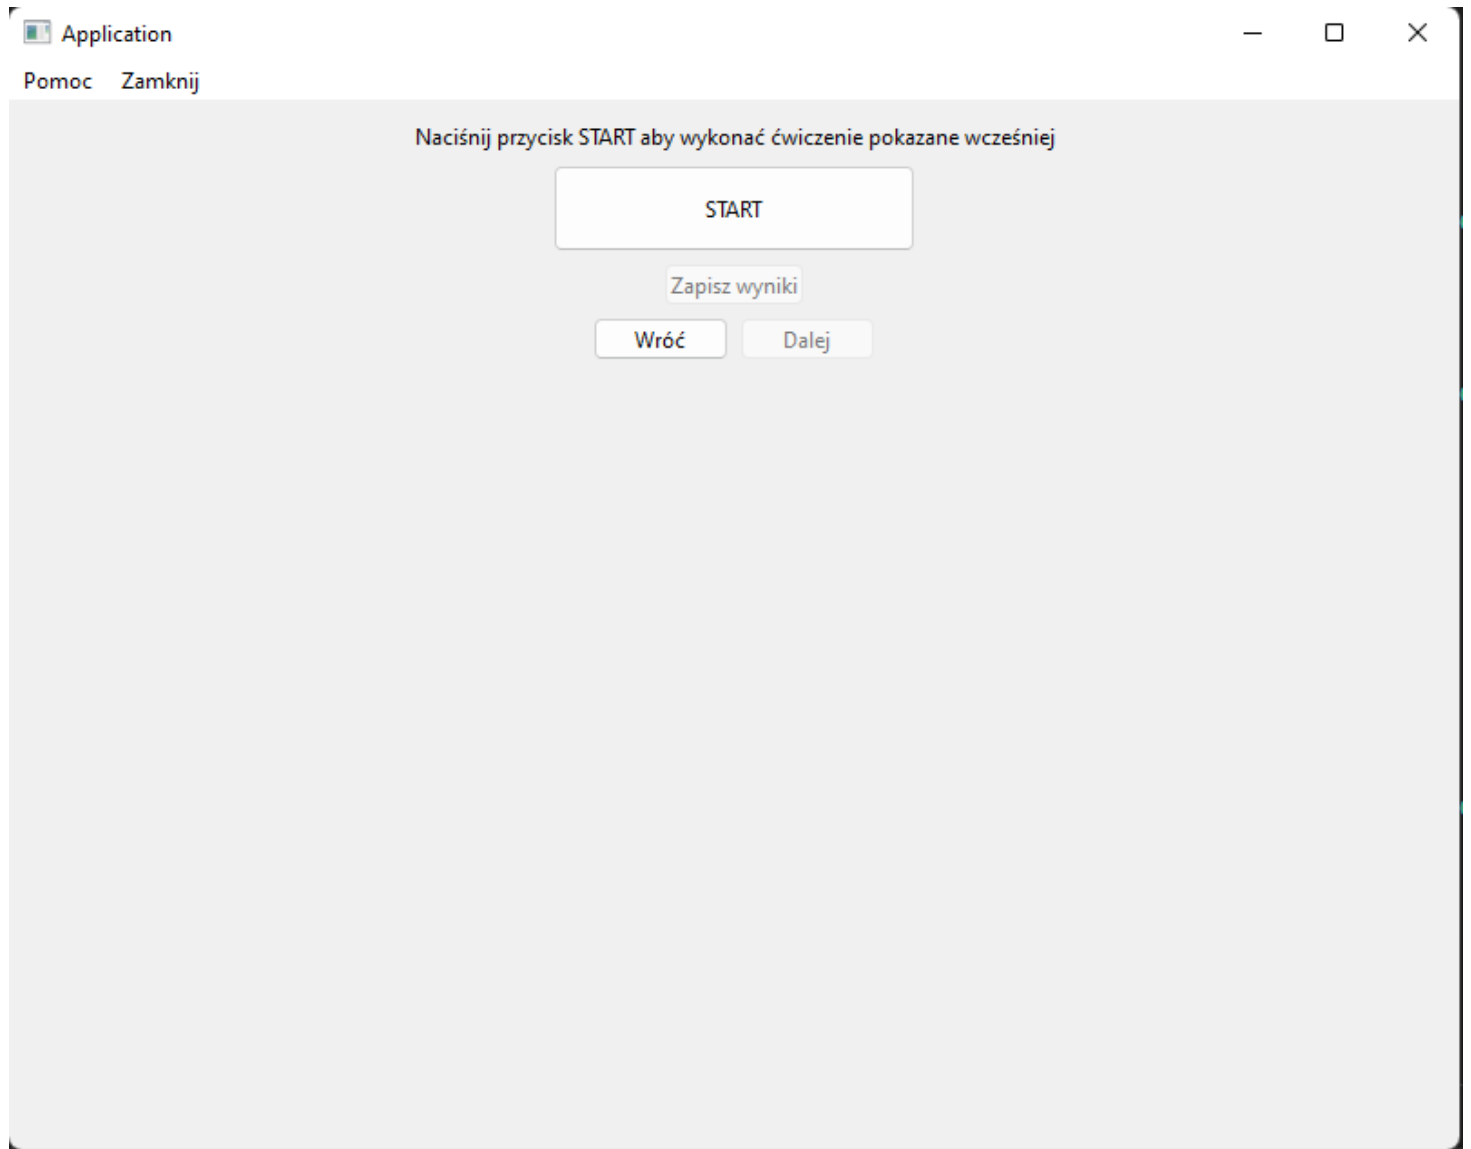 Application
Pomoc Zamknij
Naciśnij przycisk START aby wykonać ćwiczenie pokazane wcześniej
START
Zapisz wyniki
Wróć Dalej